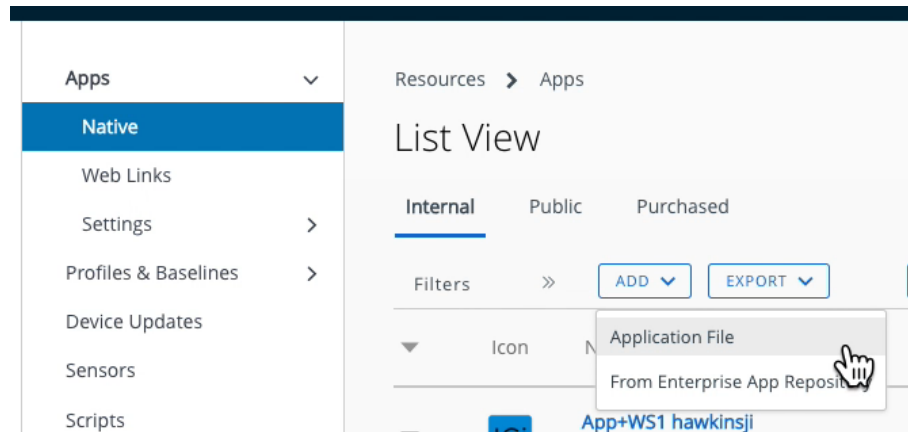 Apps
Native
Web Links
Settings
Profiles & Baselines
Device Updates
Sensors
Scripts
Resources > Apps
List View
Internal Public Purchased
Filters » ADD EXPORT
Icon N
Application File
From Enterprise App Repository
App+WS1 hawkinsji